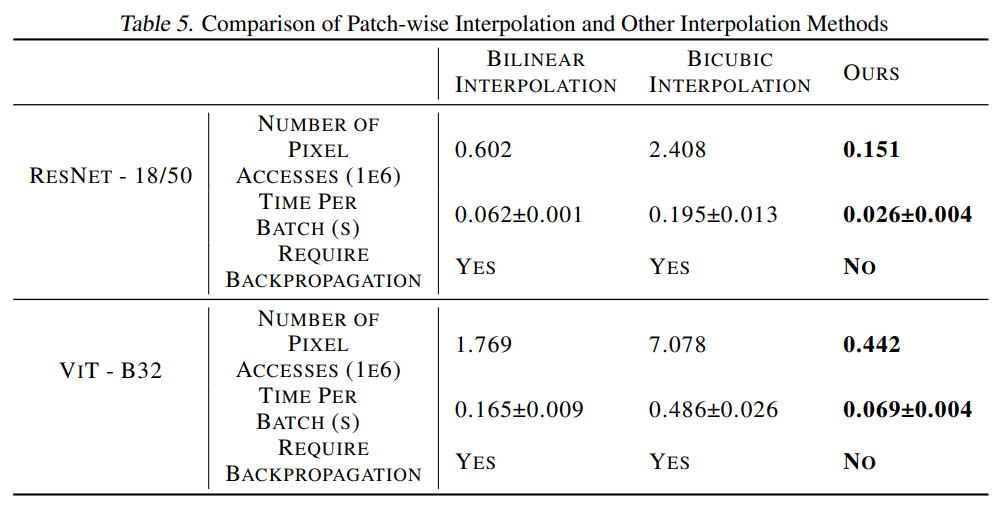 Table 5. Comparison of Patch-wise Interpolation and Other Interpolation Methods
BILINEAR INTERPOLATION BICUBIC INTERPOLATION OURS
RESNET - 18/50
NUMBER OF PIXEL ACCESSES (1E6) 0.602 2.408 0.151
TIME PER BATCH (S) 0.062±0.001 0.195±0.013 0.026±0.004
REQUIRE BACKPROPAGATION YES YES NO
VIT - B32
NUMBER OF PIXEL ACCESSES (1E6) 1.769 7.078 0.442
TIME PER BATCH (S) 0.165±0.009 0.486±0.026 0.069±0.004
REQUIRE BACKPROPAGATION YES YES NO